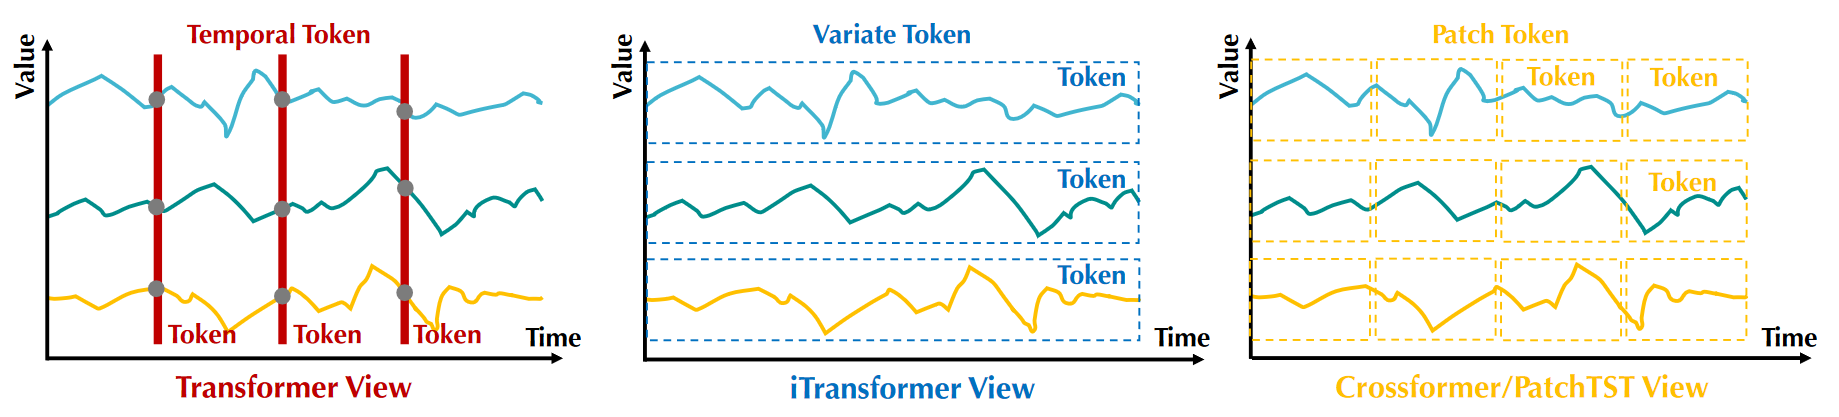 Temporal Token
Value
Token
Token
Token
Time
Transformer View
Variate Token
Value
Token
Token
Token
Time
iTransformer View
Patch Token
Value
Token
Token
Token
Time
Crossformer/PatchTST View